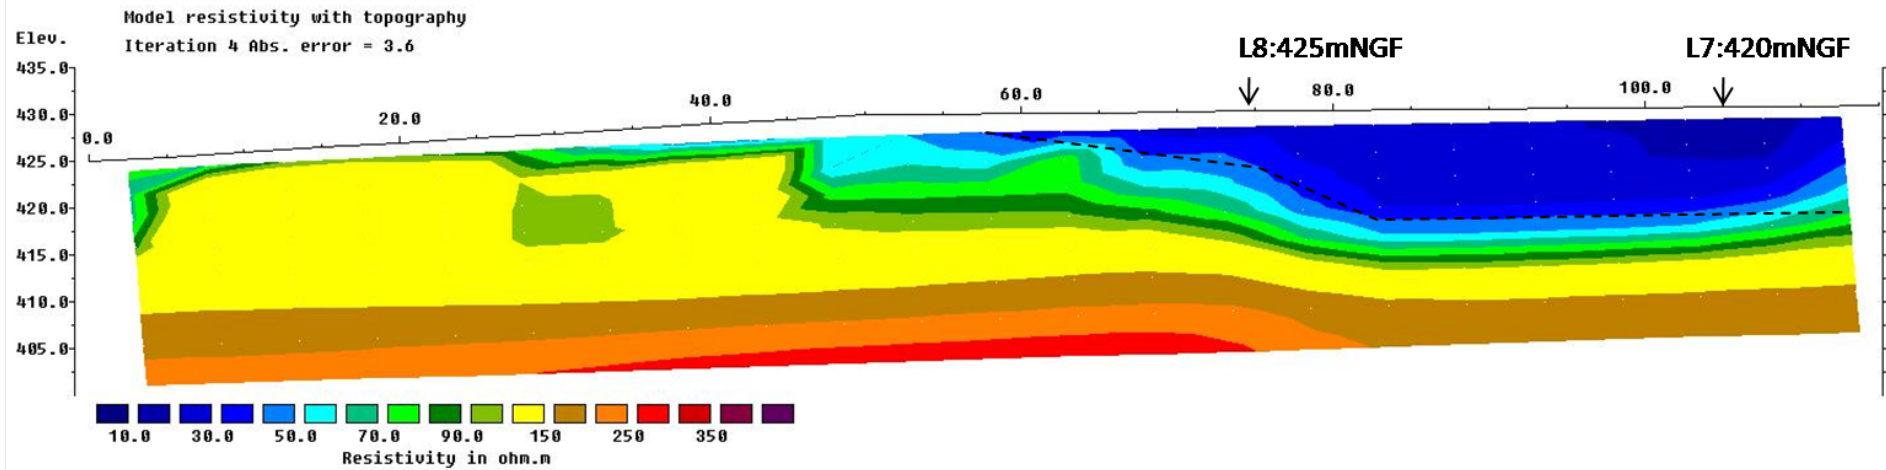 Model resistivity with topography
Elev.
Iteration 4 Abs. error = 3.6
L8:425mNGF
L7:420mNGF
435.0
430.0
425.0
420.0
415.0
410.0
405.0
0.0
20.0
40.0
60.0
80.0
100.0
10.0 30.0 50.0 70.0 90.0 150 250 350
Resistivity in ohm.m